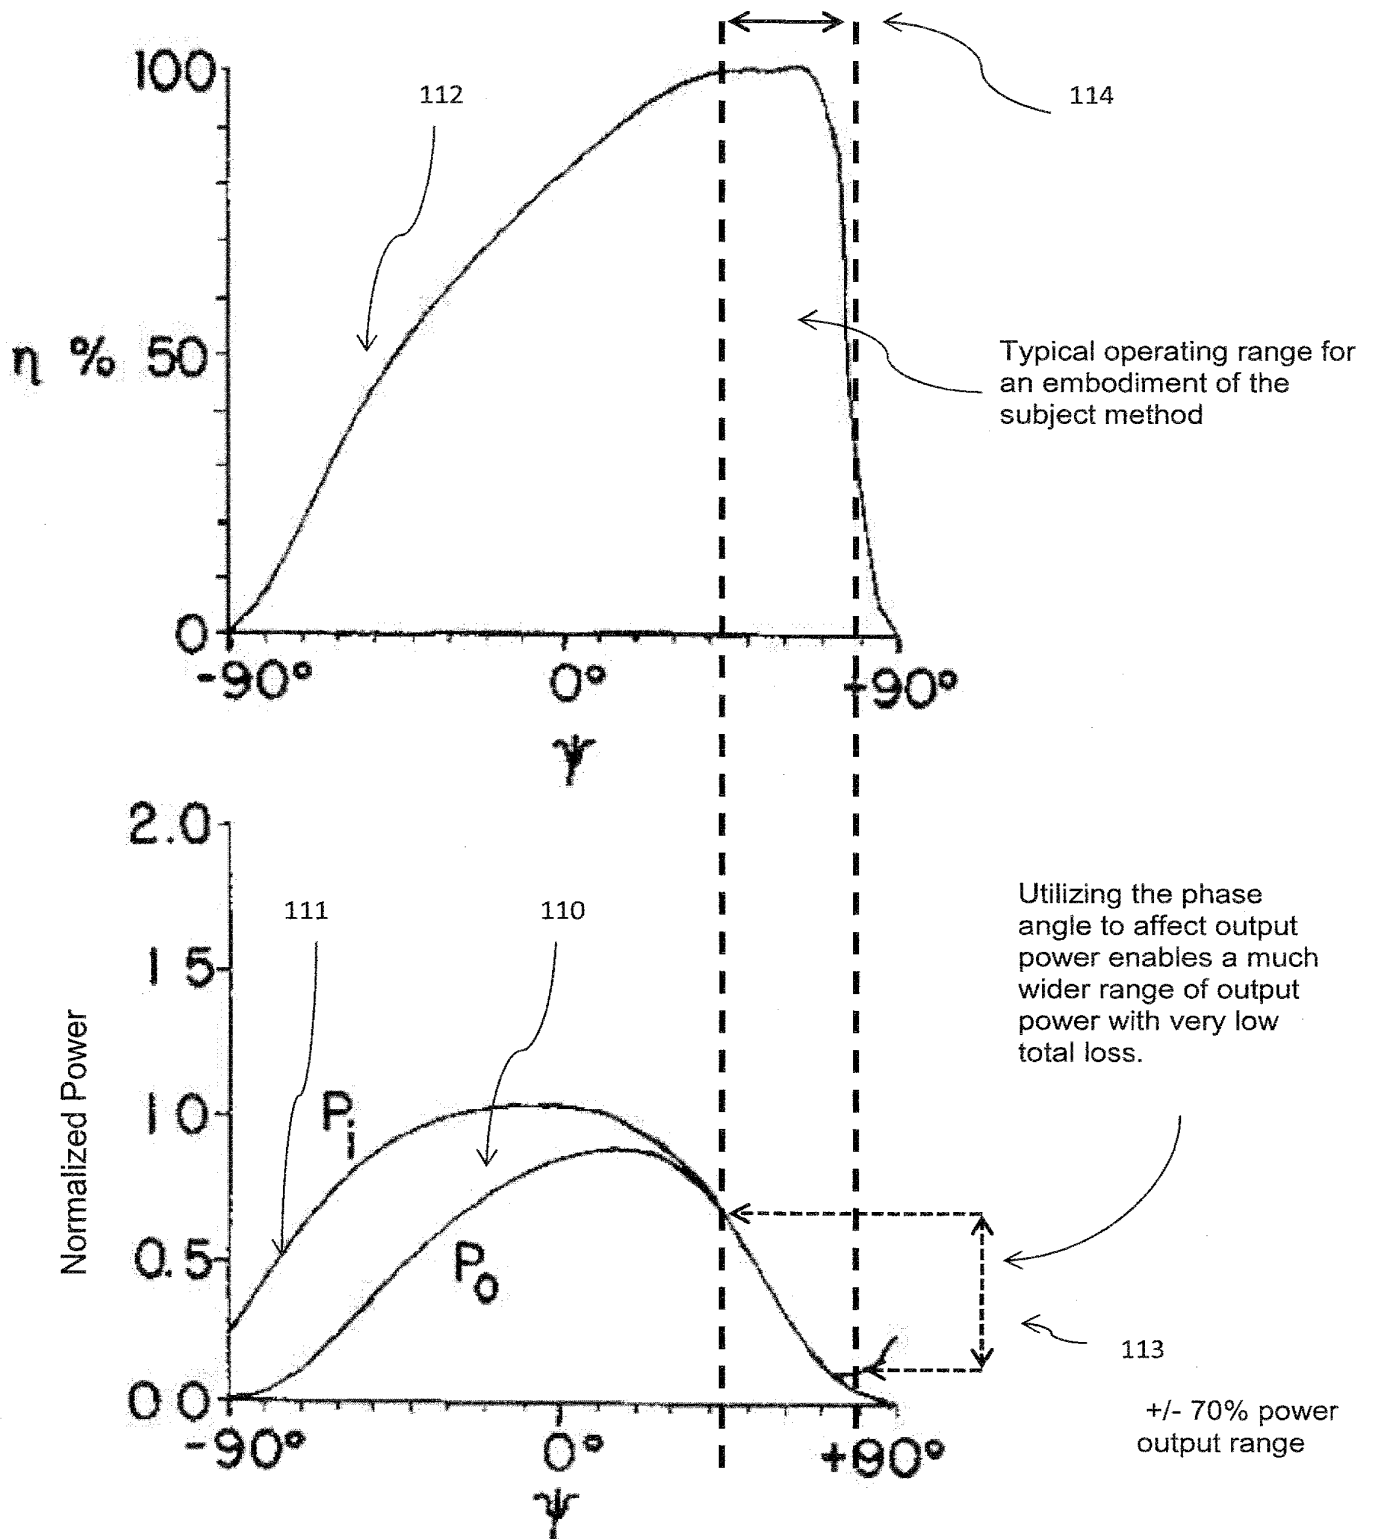 100
112
114
η % 50
Typical operating range for
an embodiment of the
subject method
0
-90° 0° +90°
ψ
2.0
111
110
Utilizing the phase
angle to affect output
power enables a much
wider range of output
power with very low
total loss.
1 5
Normalized Power
1 0
Pi
0.5
Po
113
0 0
+/- 70% power
output range
-90° 0° +90°
ψ